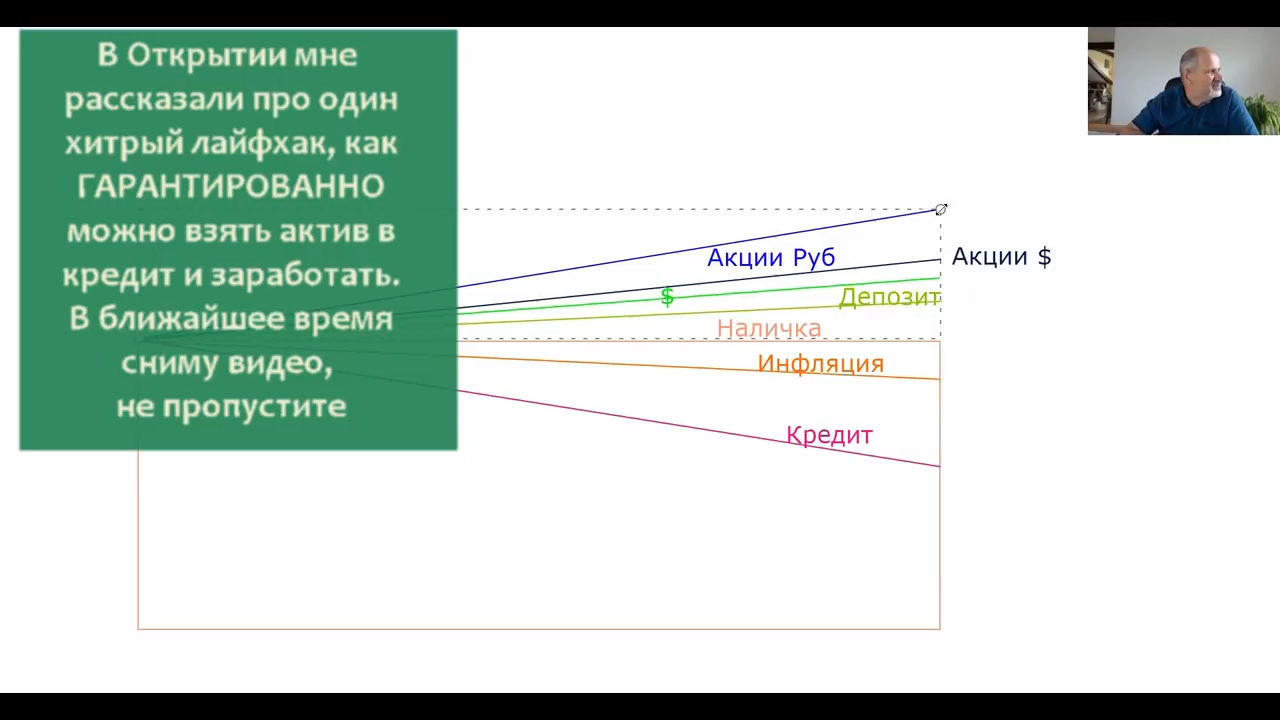 В Открытии мне
рассказали про один
хитрый лайфхак, как
ГАРАНТИРОВАННО
можно взять актив в
кредит и заработать.
В ближайшее время
сниму видео,
не пропустите
Акции Руб
Акции $
$
Депозит
Наличка
Инфляция
Кредит